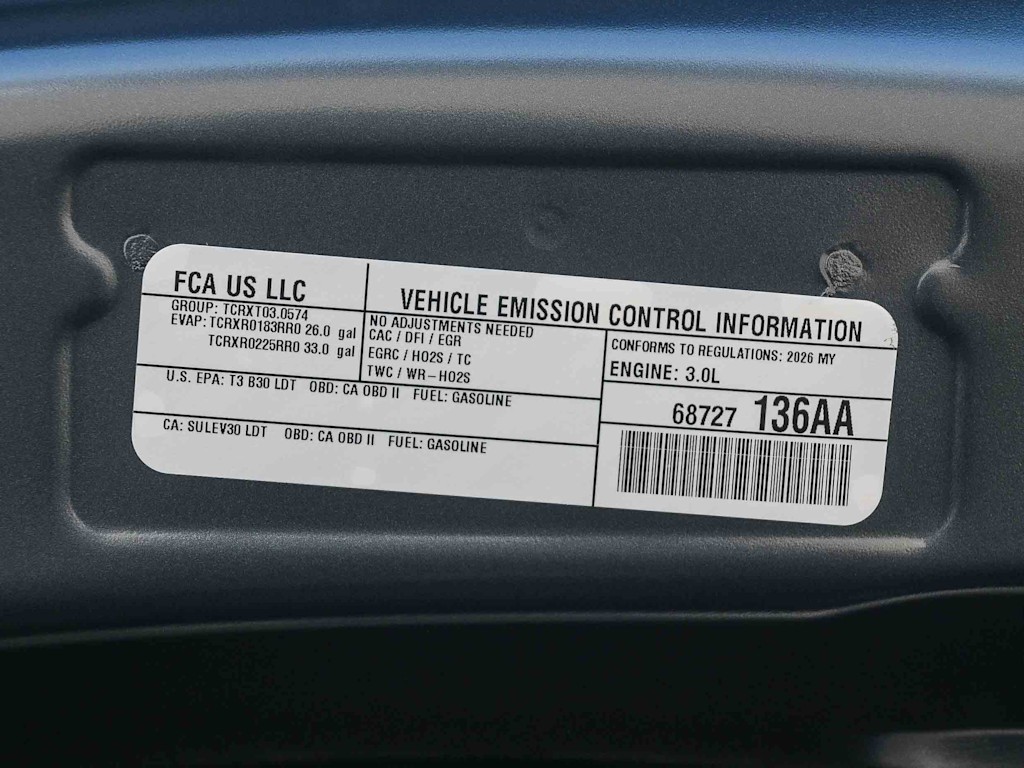 FCA US LLC
VEHICLE EMISSION CONTROL INFORMATION
GROUP: TCRXT03.0574
EVAP: TCRXR0183RR0 26.0 gal
TCRXR0225RR0 33.0 gal
NO ADJUSTMENTS NEEDED
CAC / DFI / EGR
EGRC / HO2S / TC
TWC / WR-HO2S
CONFORMS TO REGULATIONS: 2026 MY
ENGINE: 3.0L
U.S. EPA: T3 B30 LDT OBD: CA OBD II FUEL: GASOLINE
68727 136AA
CA: SULEV30 LDT OBD: CA OBD II FUEL: GASOLINE